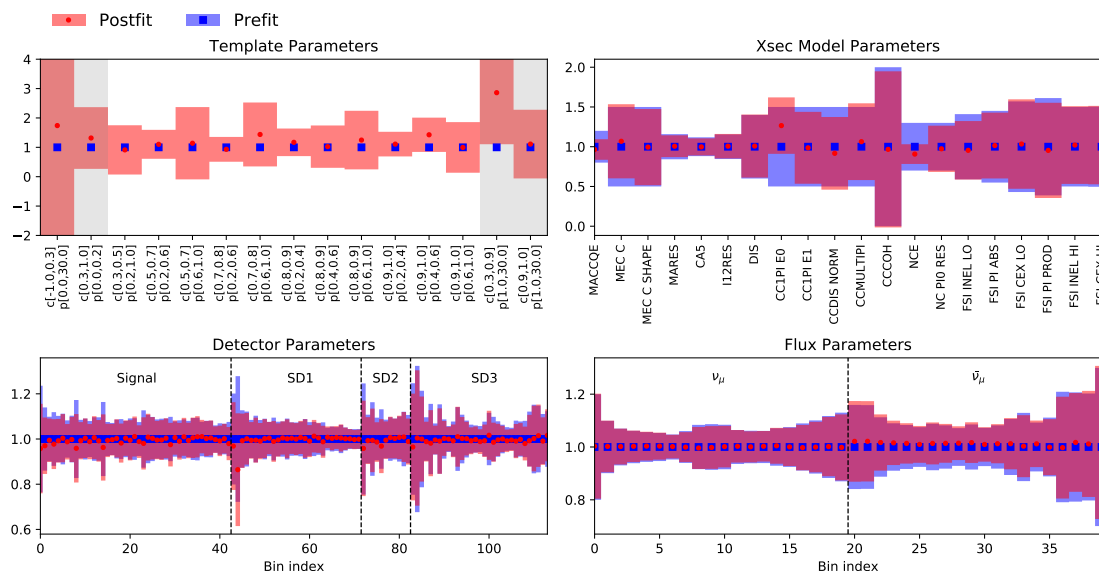 Postfit
Prefit
Template Parameters
4
3
2
1
0
−1
−2
c[-1.0,0.3]
p[0.0,30.0]
c[0.3,1.0]
p[0.0,0.2]
c[0.3,0.5]
p[0.2,1.0]
c[0.5,0.7]
p[0.2,0.6]
c[0.5,0.7]
p[0.6,1.0]
c[0.7,0.8]
p[0.2,0.6]
c[0.7,0.8]
p[0.6,1.0]
c[0.8,0.9]
p[0.2,0.4]
c[0.8,0.9]
p[0.4,0.6]
c[0.8,0.9]
p[0.6,1.0]
c[0.9,1.0]
p[0.2,0.4]
c[0.9,1.0]
p[0.4,0.6]
c[0.9,1.0]
p[0.6,1.0]
c[0.3,0.9]
p[1.0,30.0]
c[0.9,1.0]
p[1.0,30.0]
Xsec Model Parameters
2.0
1.5
1.0
0.5
0.0
MACCQE
MEC C
MEC C SHAPE
MARES
CA5
I12RES
DIS
CC1PI E0
CC1PI E1
CCDIS NORM
CCMULTIPI
CCCOH
NCE
NC PI0 RES
FSI INEL LO
FSI PI ABS
FSI CEX LO
FSI PI PROD
FSI INEL HI
FSI CEX HI
Detector Parameters
Signal
SD1
SD2
SD3
1.2
1.0
0.8
0.6
0
20
40
60
80
100
Bin index
Flux Parameters
ν_μ
ν̄_μ
1.2
1.0
0.8
0
5
10
15
20
25
30
35
Bin index